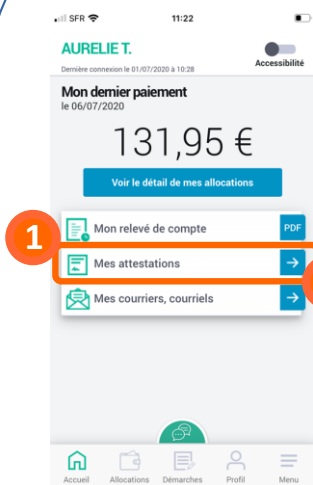 SFR 11:22
AURELIE T.
Dernière connexion le 01/07/2020 à 10:28
Accessibilité
Mon dernier paiement
le 06/07/2020
131,95 €
Voir le détail de mes allocations
Mon relevé de compte PDF
1
Mes attestations
Mes courriers, courriels
Accueil Allocations Démarches Profil Menu